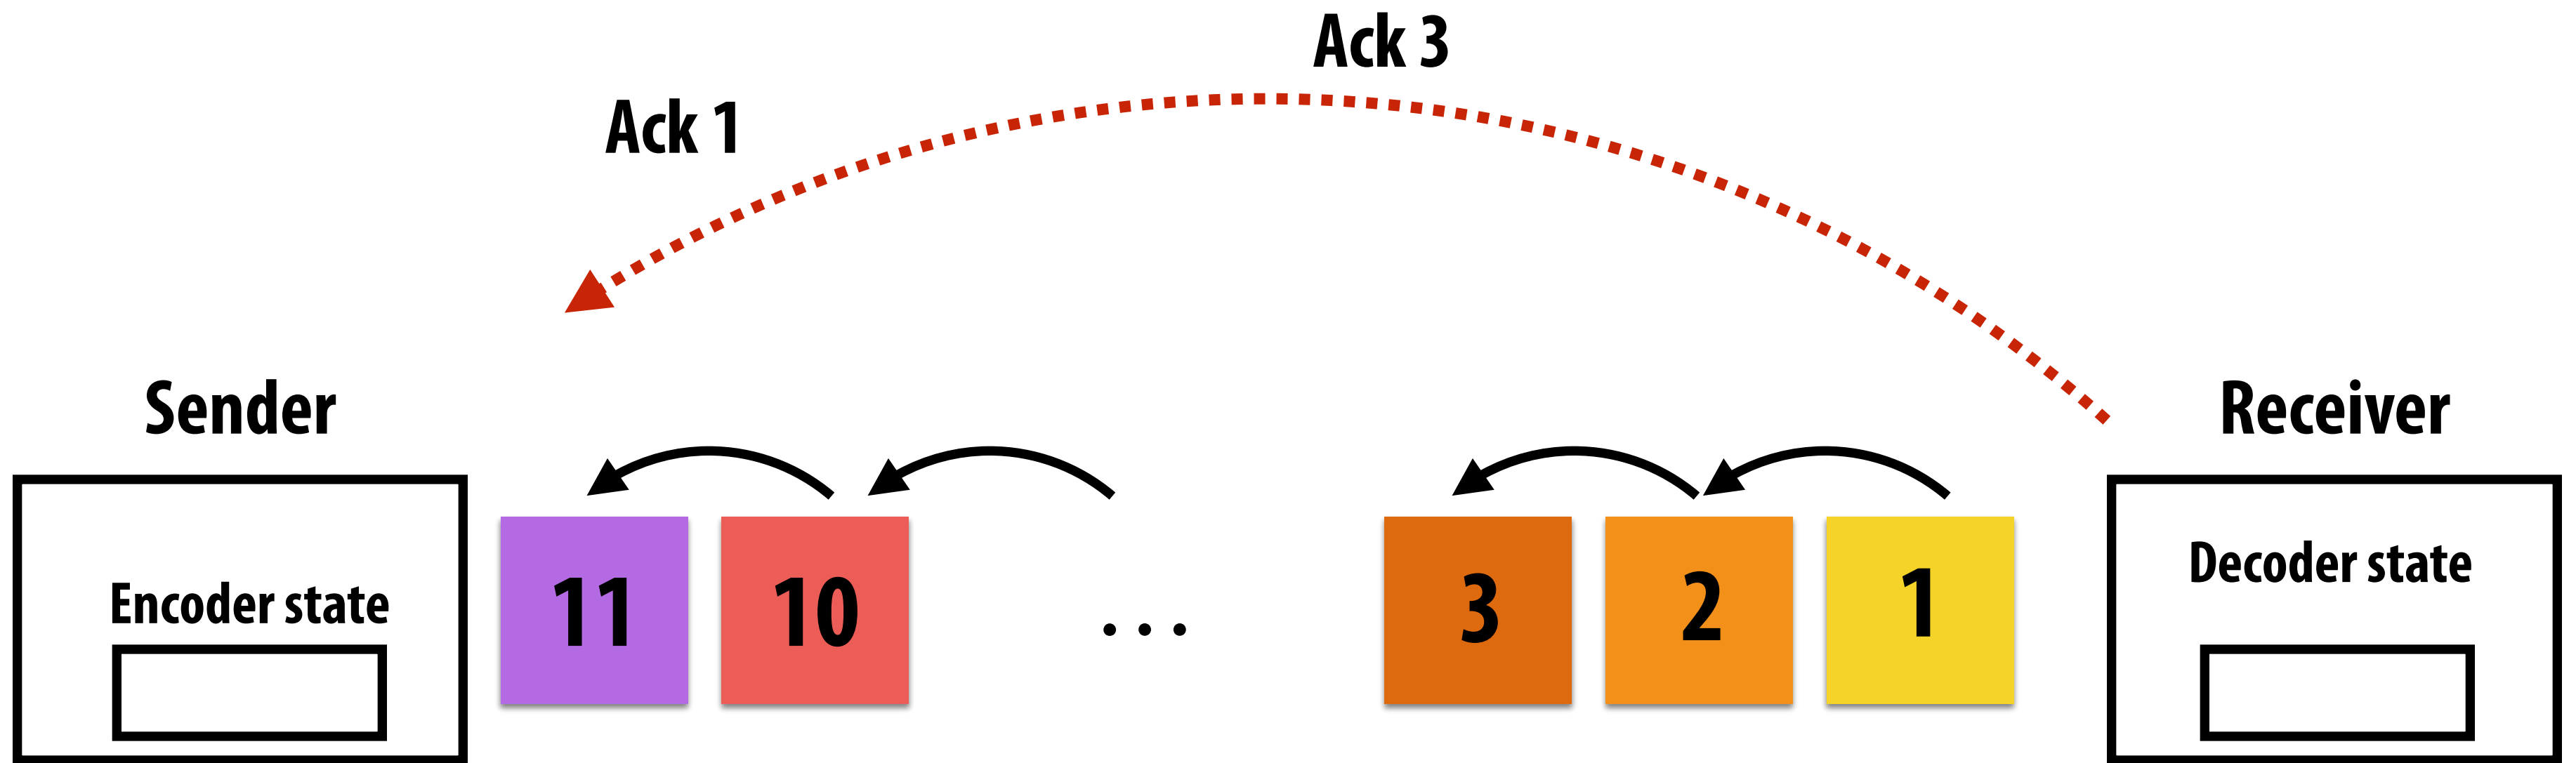 Ack 3
Ack 1
Sender
Receiver
Encoder state
11
10
...
3
2
1
Decoder state